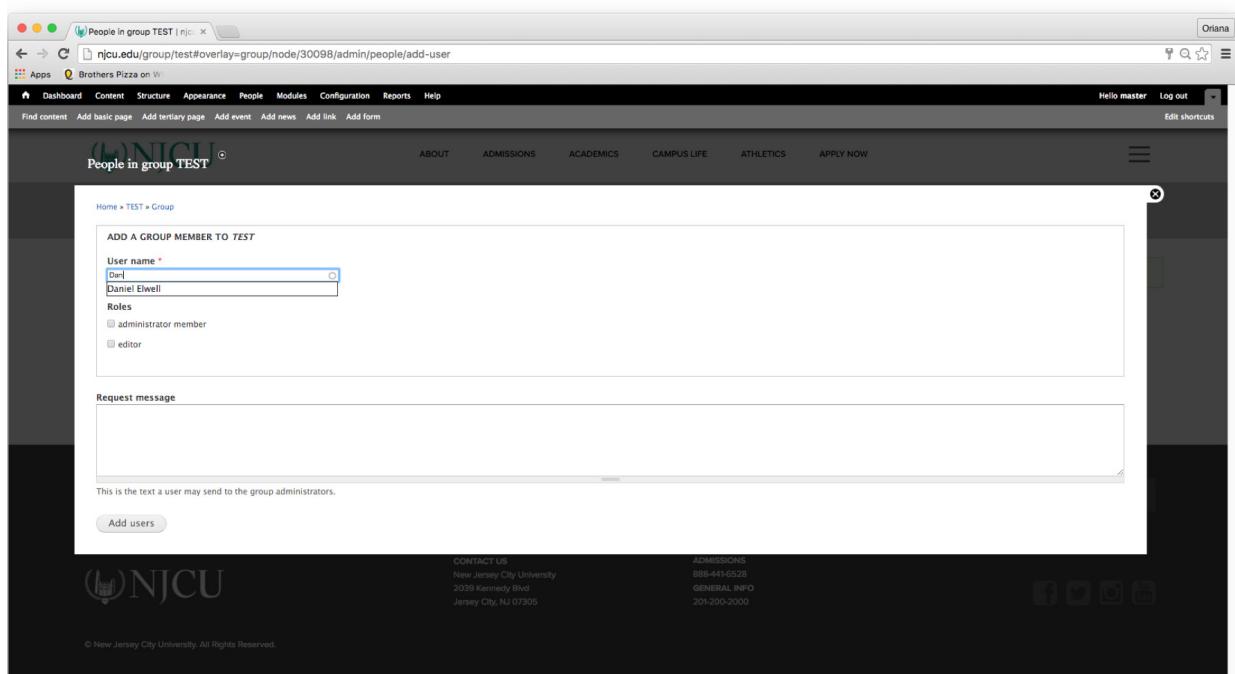 People in group TEST | njc
Oriana
njcu.edu/group/test#overlay=group/node/30098/admin/people/add-user
Apps Brothers Pizza on W
Dashboard Content Structure Appearance People Modules Configuration Reports Help Hello master Log out
Find content Add basic page Add tertiary page Add event Add news Add link Add form Edit shortcuts
NJCU
People in group TEST
ABOUT ADMISSIONS ACADEMICS CAMPUS LIFE ATHLETICS APPLY NOW
Home » TEST » Group
ADD A GROUP MEMBER TO TEST
User name *
Dan
Daniel Elwell
Roles
administrator member
editor
Request message
This is the text a user may send to the group administrators.
Add users
NJCU
CONTACT US
New Jersey City University
2039 Kennedy Blvd
Jersey City, NJ 07305
ADMISSIONS
888-441-6528
GENERAL INFO
201-200-2000
© New Jersey City University. All Rights Reserved.